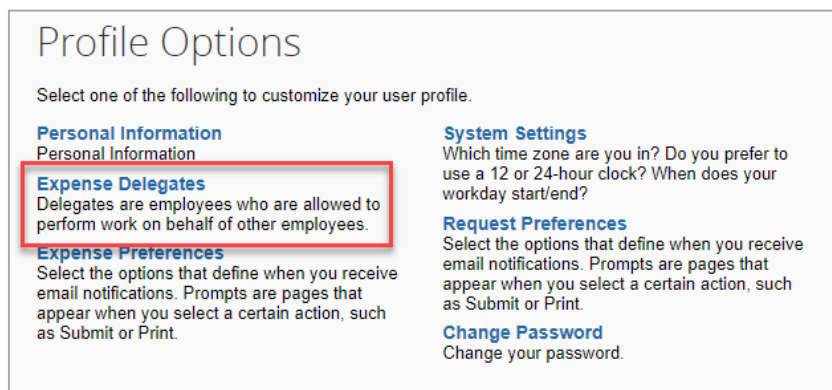 Profile Options
Select one of the following to customize your user profile.
Personal Information
Personal Information
Expense Delegates
Delegates are employees who are allowed to
perform work on behalf of other employees.
Expense Preferences
Select the options that define when you receive
email notifications. Prompts are pages that
appear when you select a certain action, such
as Submit or Print.
System Settings
Which time zone are you in? Do you prefer to
use a 12 or 24-hour clock? When does your
workday start/end?
Request Preferences
Select the options that define when you receive
email notifications. Prompts are pages that
appear when you select a certain action, such
as Submit or Print.
Change Password
Change your password.